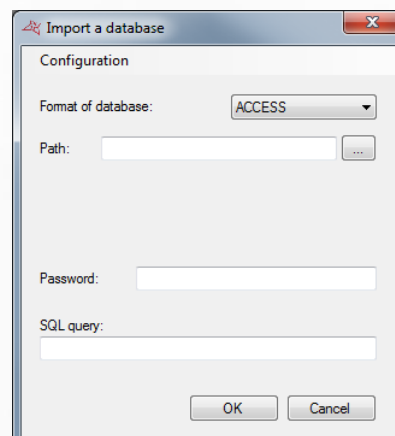 Import a database
Configuration
Format of database: ACCESS
Path: ...
Password:
SQL query:
OK Cancel